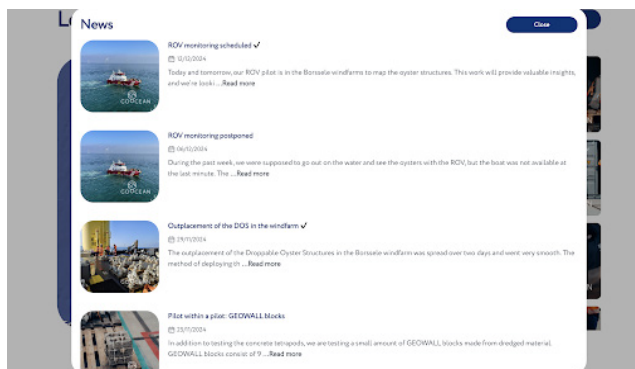 News
Close
ROV monitoring scheduled ✓
12/12/2024
Today and tomorrow, our ROV pilot is in the Borssele windfarms to map the oyster structures. This work will provide valuable insights,
and we're looki ...Read more
GOOCEAN
ROV monitoring postponed
06/12/2024
During the past week, we were supposed to go out on the water and see the oysters with the ROV, but the boat was not available at
the last minute. The ...Read more
GOOCEAN
Outplacement of the DOS in the windfarm ✓
29/11/2024
The outplacement of the Droppable Oyster Structures in the Borssele windfarm was spread over two days and went very smooth. The
method of deploying th ...Read more
GOOCEAN
Pilot within a pilot: GEOWALL blocks
25/11/2024
In addition to testing the concrete tetrapods, we are testing a small amount of GEOWALL blocks made from dredged material.
GEOWALL blocks consist of 9 ...Read more